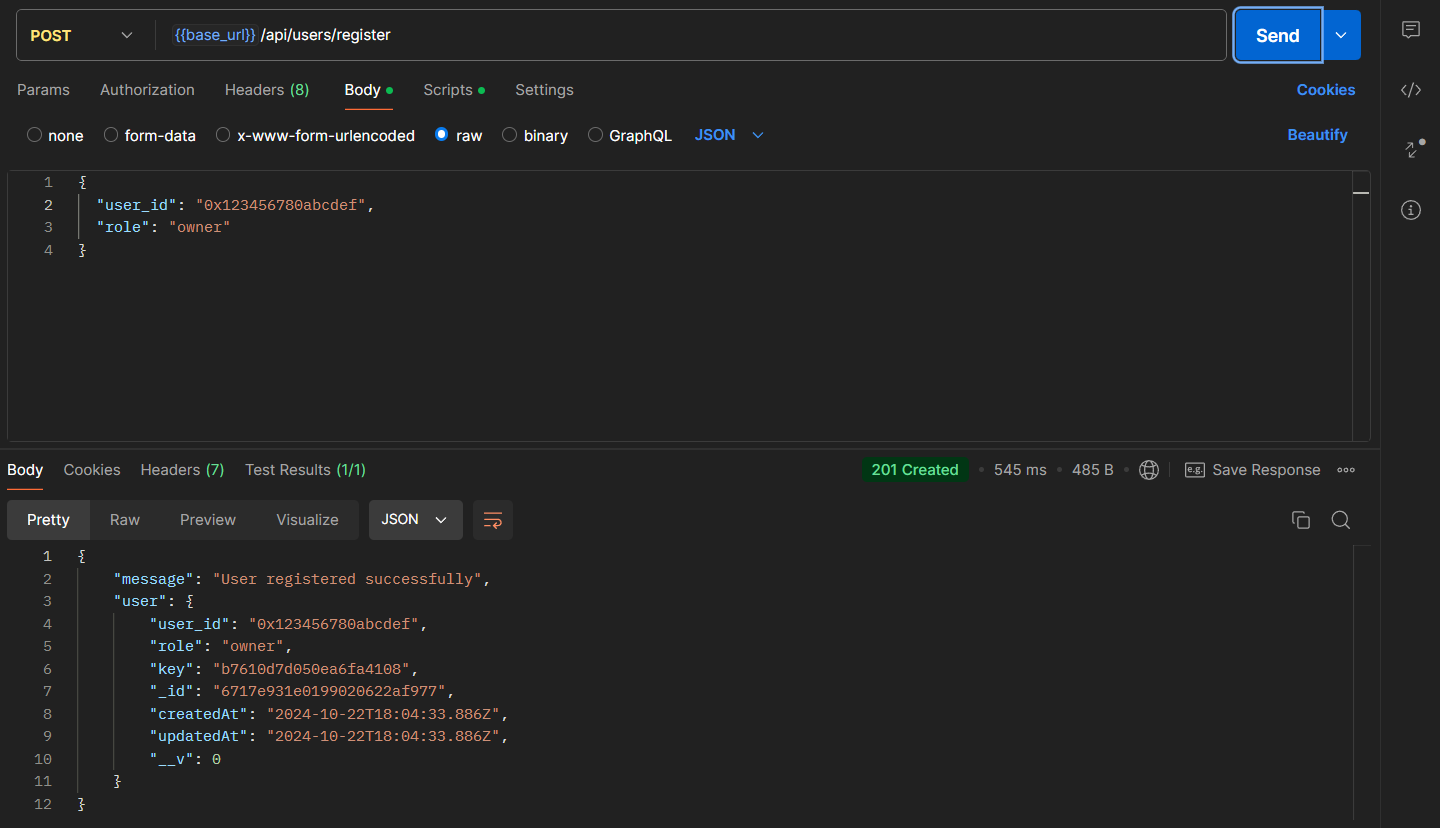 POST {{base_url}} /api/users/register Send
Params Authorization Headers (8) Body Scripts Settings Cookies
none form-data x-www-form-urlencoded raw binary GraphQL JSON Beautify
1 {
2 "user_id": "0x123456780abcdef",
3 "role": "owner"
4 }
Body Cookies Headers (7) Test Results (1/1) 201 Created 545 ms 485 B e.g. Save Response
Pretty Raw Preview Visualize JSON
1 {
2 "message": "User registered successfully",
3 "user": {
4 "user_id": "0x123456780abcdef",
5 "role": "owner",
6 "key": "b7610d7d050ea6fa4108",
7 "_id": "6717e931e0199020622af977",
8 "createdAt": "2024-10-22T18:04:33.886Z",
9 "updatedAt": "2024-10-22T18:04:33.886Z",
10 "__v": 0
11 }
12 }